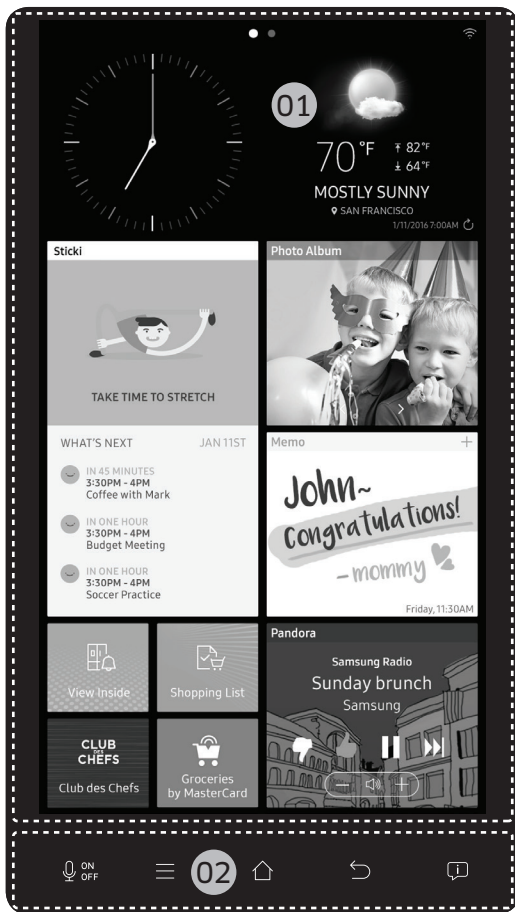 01
70°F
82°F
64°F
MOSTLY SUNNY
SAN FRANCISCO
1/11/2016 7:00AM
Sticki
TAKE TIME TO STRETCH
WHAT'S NEXT JAN 11ST
IN 45 MINUTES
3:30PM - 4PM
Coffee with Mark
IN ONE HOUR
3:30PM - 4PM
Budget Meeting
IN ONE HOUR
3:30PM - 4PM
Soccer Practice
Photo Album
Memo
John~
Congratulations!
-mommy
Friday, 11:30AM
View Inside
Shopping List
CLUB
DES
CHEFS
Club des Chefs
Groceries
by MasterCard
Pandora
Samsung Radio
Sunday brunch
Samsung
ON
OFF
02